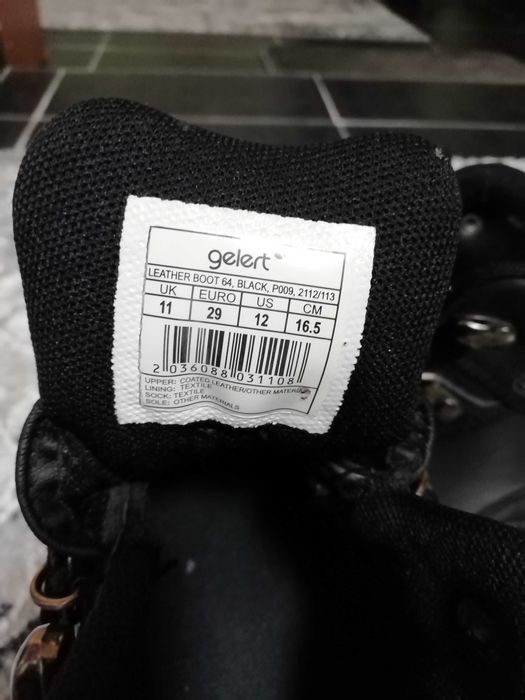 gelert
LEATHER BOOT 64, BLACK, P009, 2112/113
UK EURO US CM
11 29 12 16.5
2 036088 031108
UPPER: COATED LEATHER/OTHER MATERIALS
LINING: TEXTILE
SOCK: TEXTILE
SOLE: OTHER MATERIALS